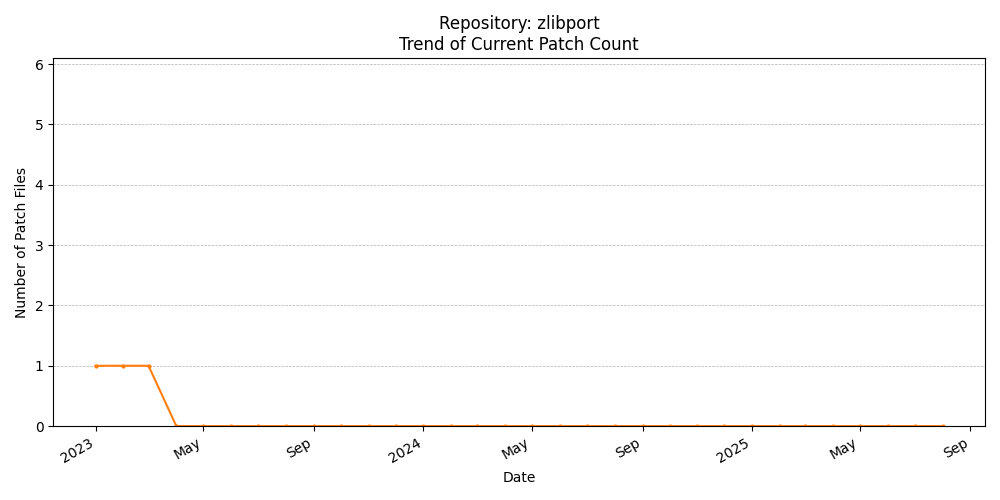 Repository: zlibport
Trend of Current Patch Count
Number of Patch Files
6
5
4
3
2
1
0
2023
May
Sep
2024
May
Sep
2025
May
Sep
Date